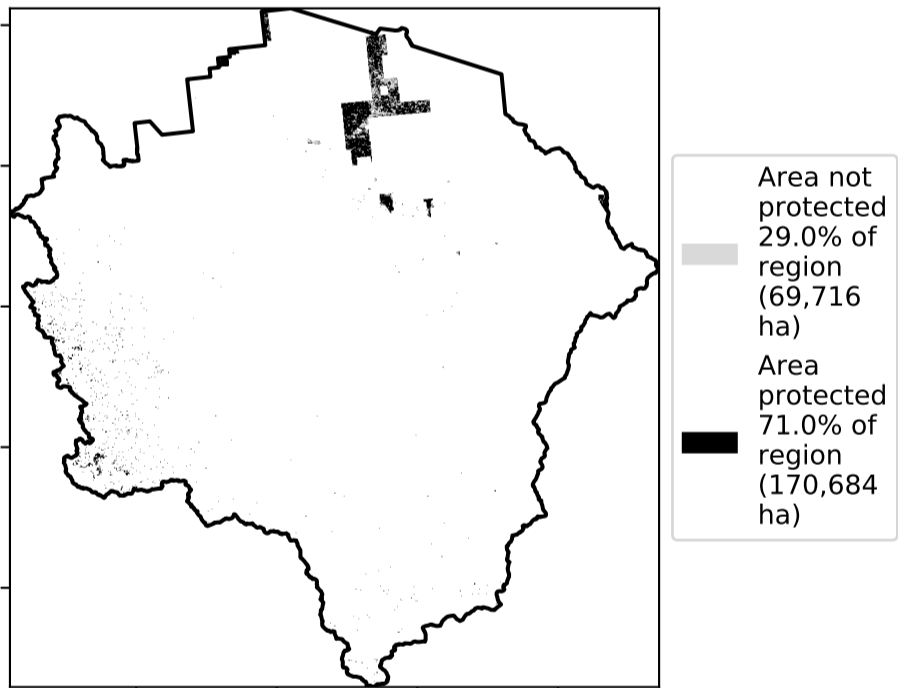 Area not
protected
29.0% of
region
(69,716
ha)
Area
protected
71.0% of
region
(170,684
ha)